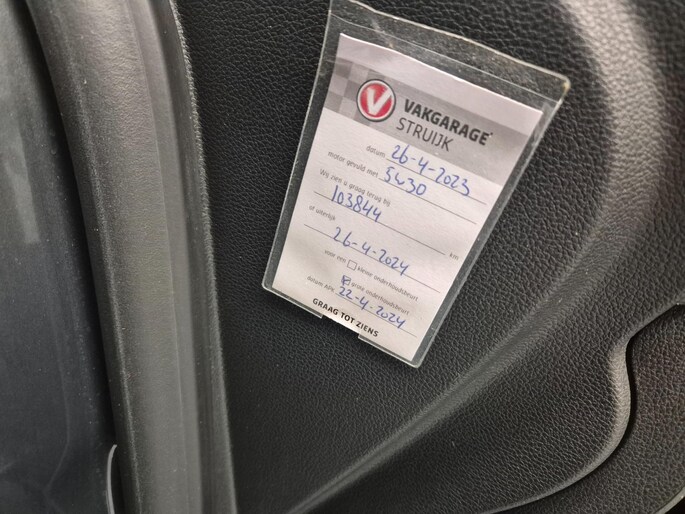 V
VAKGARAGE
STRUIJK
datum 26-4-2023
motor gevuld met 5w30
Wij zien u graag terug bij
103844 km
of uiterlijk
26-4-2024
voor een kleine onderhoudsbeurt
grote onderhoudsbeurt
datum APK 22-4-2024
GRAAG TOT ZIENS